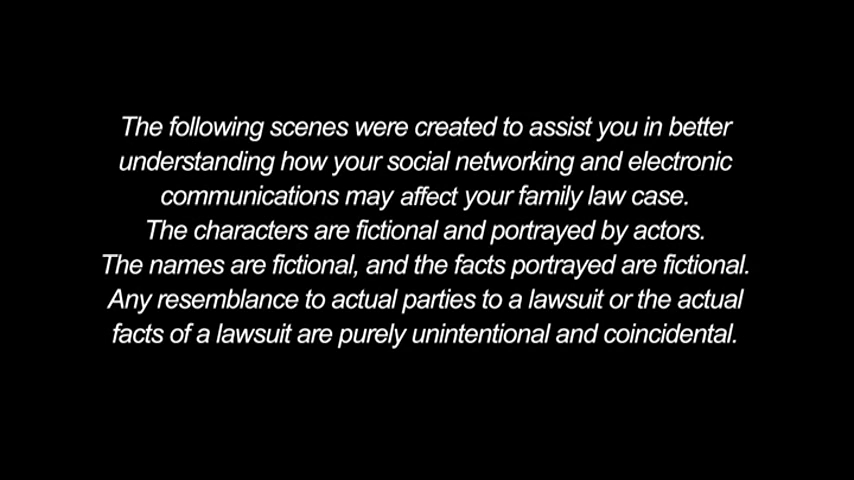 The following scenes were created to assist you in better
understanding how your social networking and electronic
communications may affect your family law case.
The characters are fictional and portrayed by actors.
The names are fictional, and the facts portrayed are fictional.
Any resemblance to actual parties to a lawsuit or the actual
facts of a lawsuit are purely unintentional and coincidental.